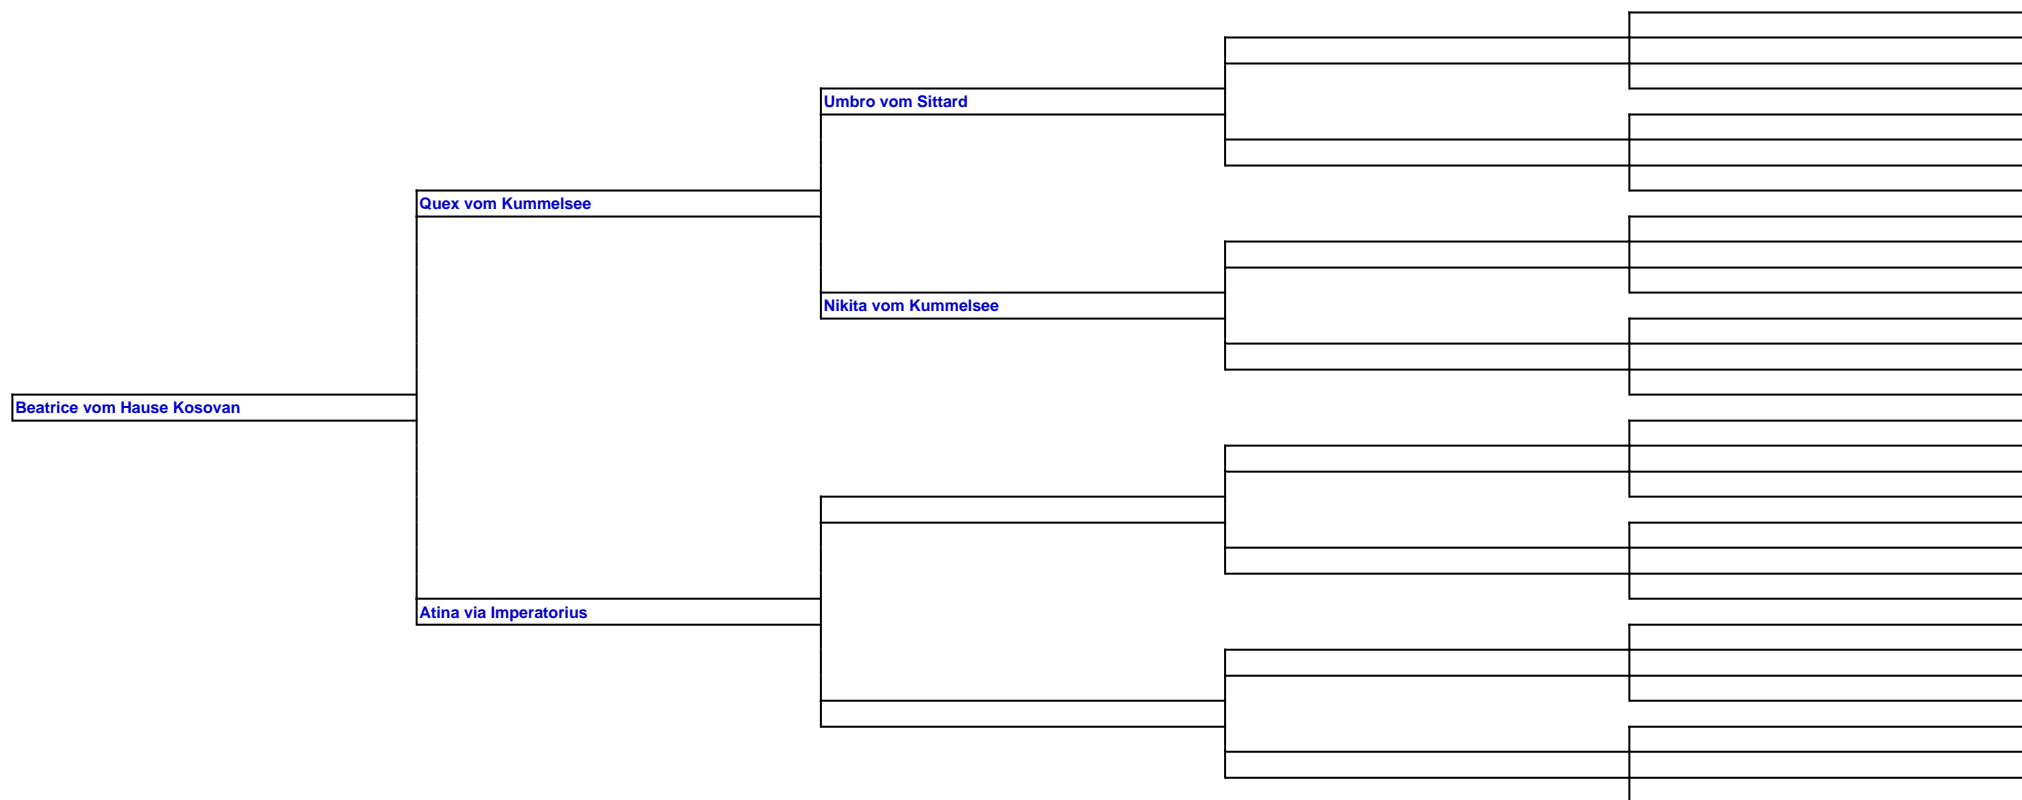 Umbro vom Sittard
Quex vom Kummelsee
Nikita vom Kummelsee
Beatrice vom Hause Kosovan
Atina via Imperatorius